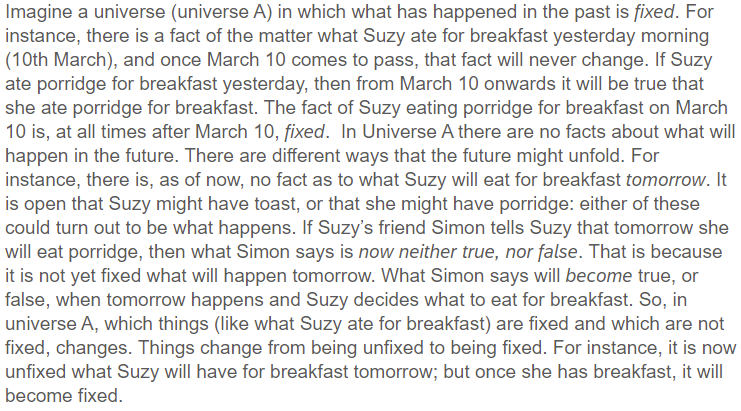 Imagine a universe (universe A) in which what has happened in the past is fixed. For
instance, there is a fact of the matter what Suzy ate for breakfast yesterday morning
(10th March), and once March 10 comes to pass, that fact will never change. If Suzy
ate porridge for breakfast yesterday, then from March 10 onwards it will be true that
she ate porridge for breakfast. The fact of Suzy eating porridge for breakfast on March
10 is, at all times after March 10, fixed.  In Universe A there are no facts about what will
happen in the future. There are different ways that the future might unfold. For
instance, there is, as of now, no fact as to what Suzy will eat for breakfast tomorrow. It
is open that Suzy might have toast, or that she might have porridge: either of these
could turn out to be what happens. If Suzy’s friend Simon tells Suzy that tomorrow she
will eat porridge, then what Simon says is now neither true, nor false. That is because
it is not yet fixed what will happen tomorrow. What Simon says will become true, or
false, when tomorrow happens and Suzy decides what to eat for breakfast. So, in
universe A, which things (like what Suzy ate for breakfast) are fixed and which are not
fixed, changes. Things change from being unfixed to being fixed. For instance, it is now
unfixed what Suzy will have for breakfast tomorrow; but once she has breakfast, it will
become fixed.